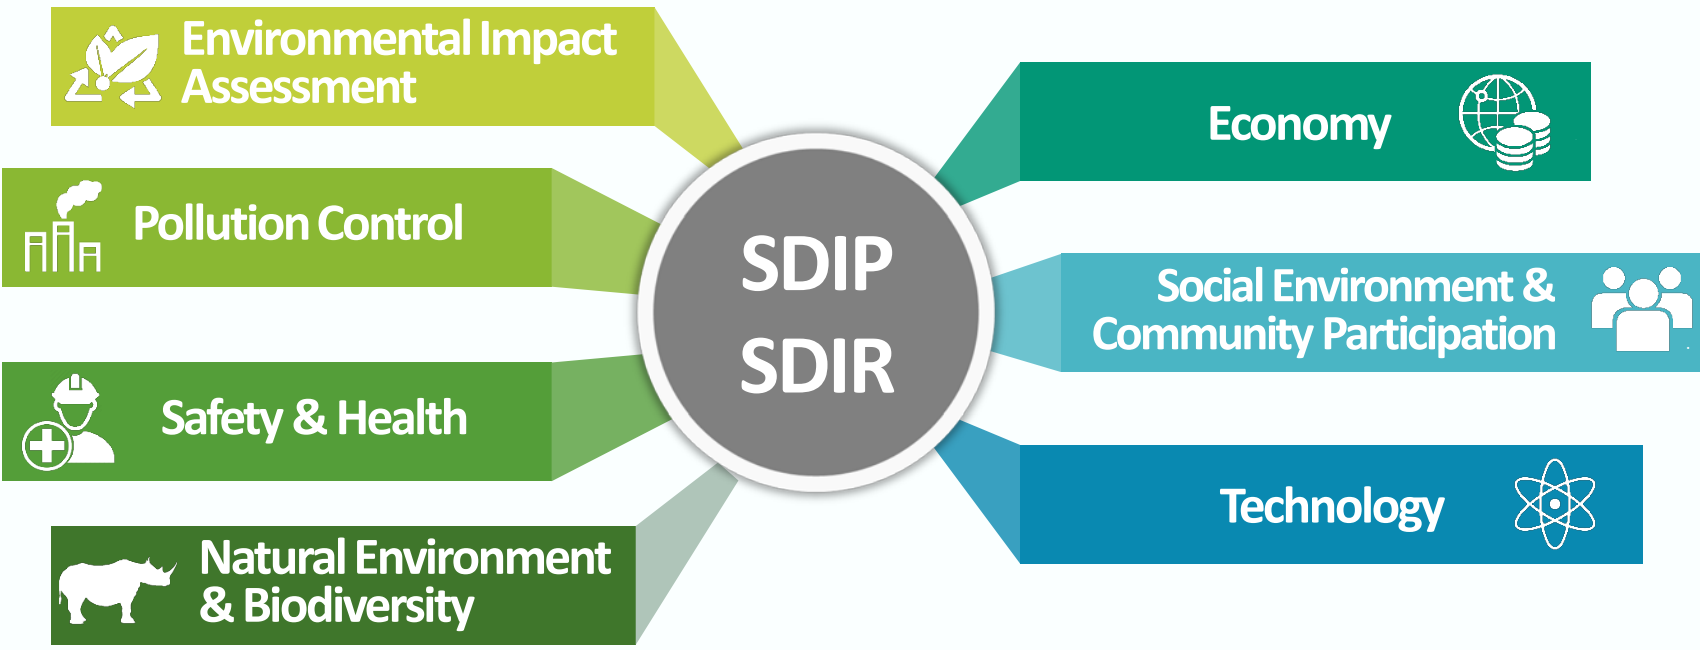 Environmental Impact
Assessment
Pollution Control
Safety & Health
Natural Environment
& Biodiversity
SDIP
SDIR
Economy
Social Environment &
Community Participation
Technology